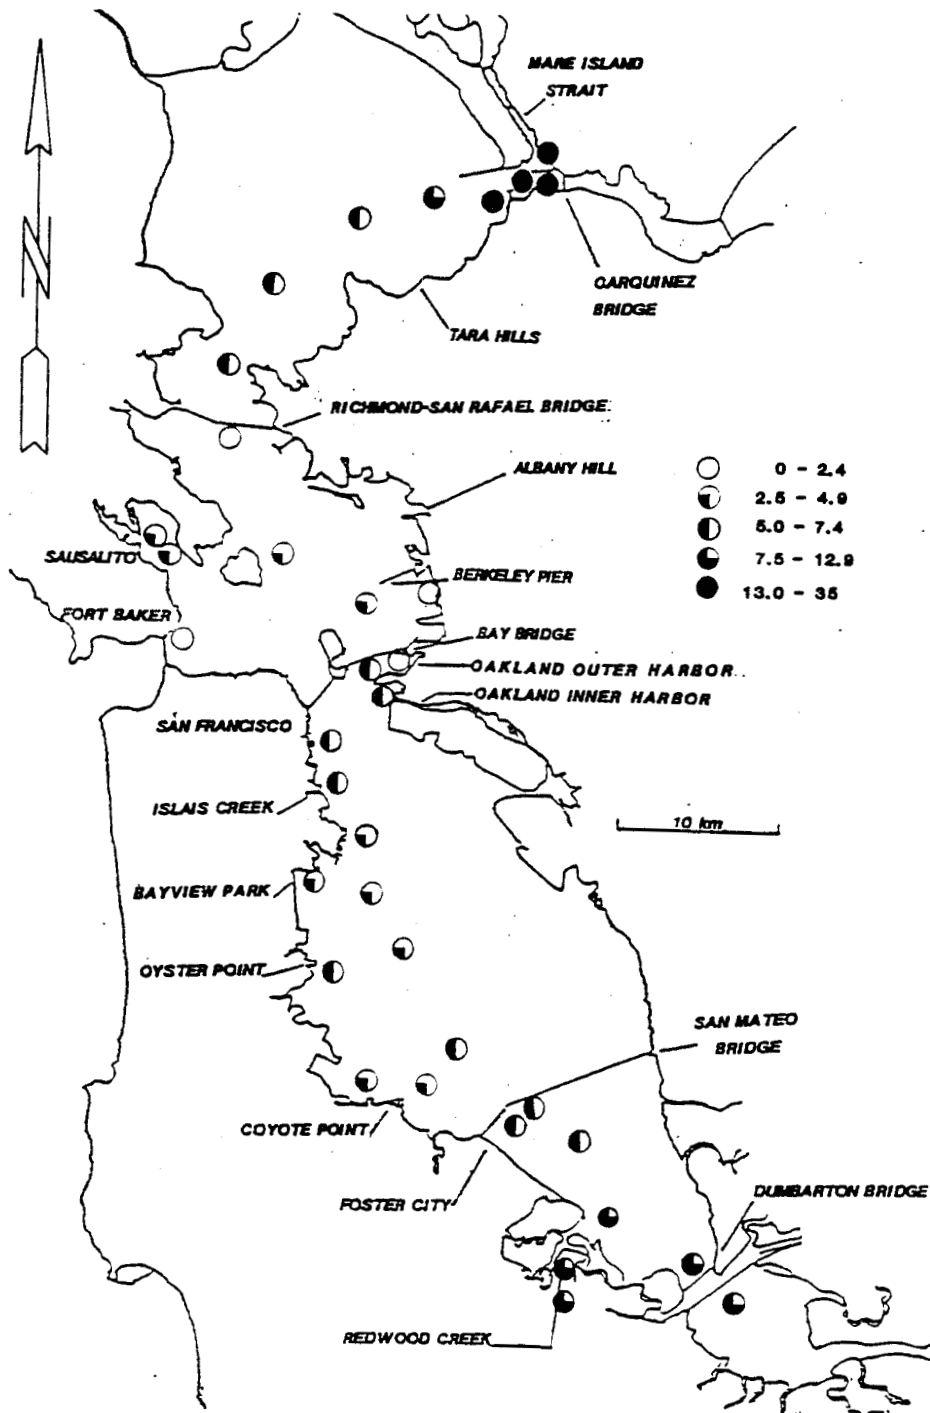 MARE ISLAND
STRAIT
N
CARQUINEZ
BRIDGE
TARA HILLS
RICHMOND-SAN RAFAEL BRIDGE
ALBANY HILL
0 - 2.4
2.5 - 4.9
5.0 - 7.4
7.5 - 12.9
13.0 - 35
SAUSALITO
BERKELEY PIER
FORT BAKER
BAY BRIDGE
OAKLAND OUTER HARBOR
OAKLAND INNER HARBOR
SAN FRANCISCO
ISLAIS CREEK
10 km
BAYVIEW PARK
OYSTER POINT
SAN MATEO
BRIDGE
COYOTE POINT
DUMBARTON BRIDGE
FOSTER CITY
REDWOOD CREEK